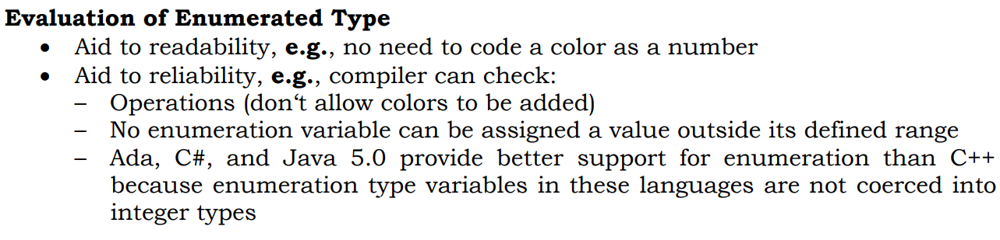 Evaluation of Enumerated Type
• Aid to readability, e.g., no need to code a color as a number
• Aid to reliability, e.g., compiler can check:
– Operations (don‘t allow colors to be added)
– No enumeration variable can be assigned a value outside its defined range
– Ada, C#, and Java 5.0 provide better support for enumeration than C++
because enumeration type variables in these languages are not coerced into
integer types